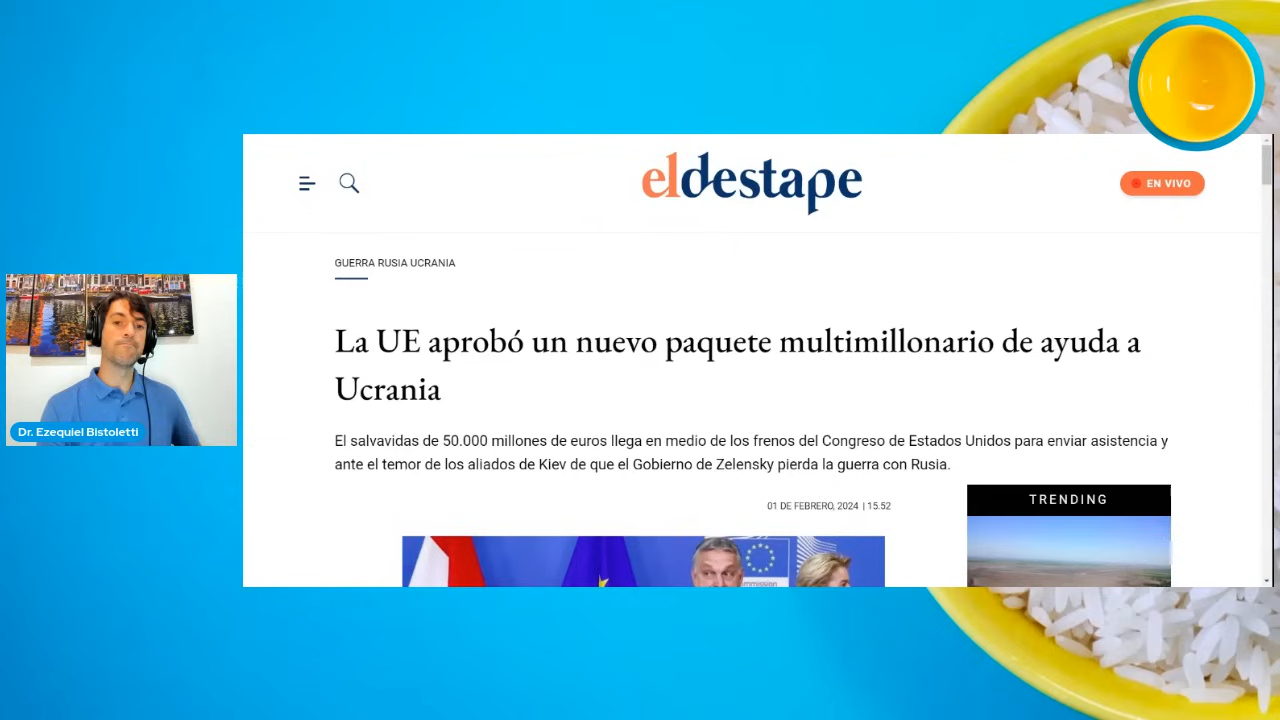 eldestape
EN VIVO
GUERRA RUSIA UCRANIA
La UE aprobó un nuevo paquete multimillonario de ayuda a
Ucrania
El salvavidas de 50.000 millones de euros llega en medio de los frenos del Congreso de Estados Unidos para enviar asistencia y
ante el temor de los aliados de Kiev de que el Gobierno de Zelensky pierda la guerra con Rusia.
01 DE FEBRERO, 2024 | 15.52
TRENDING
Dr. Ezequiel Bistoletti